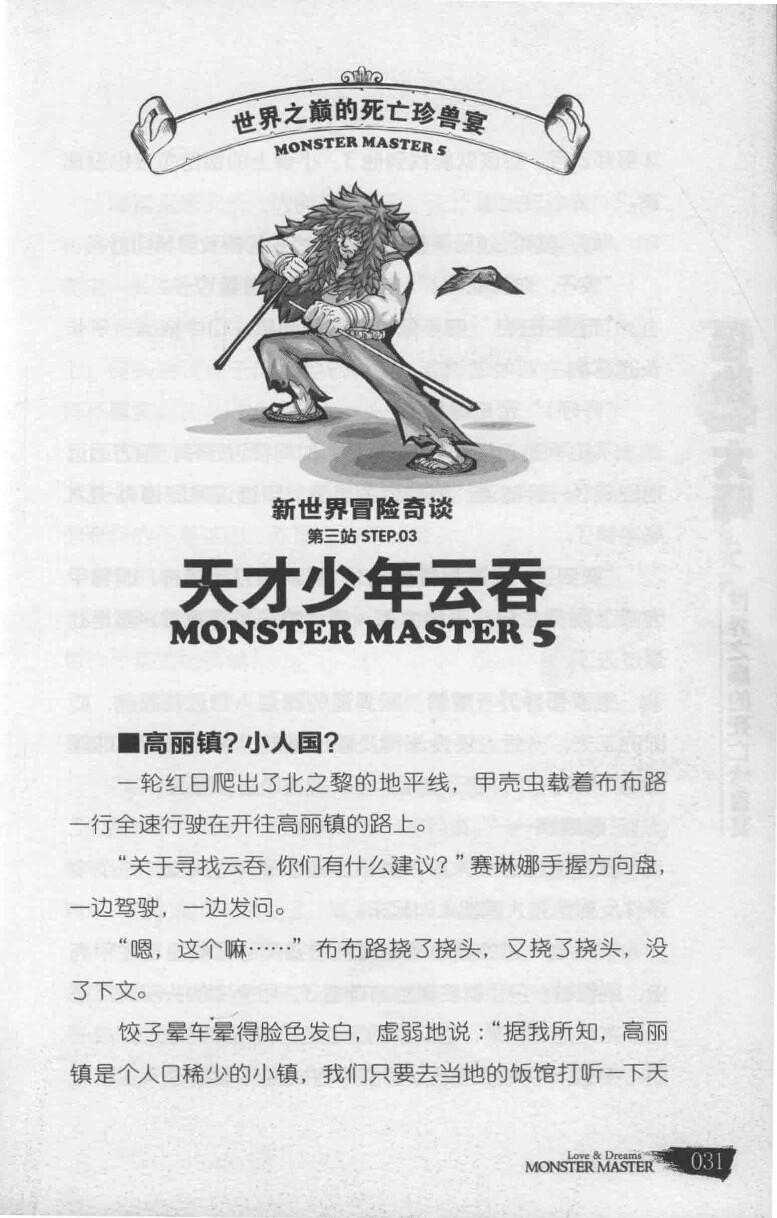 世界之巅的死亡珍兽宴
MONSTER MASTER 5
新世界冒险奇谈
第三站 STEP.03
天才少年云吞
MONSTER MASTER 5
■高丽镇？小人国？
一轮红日爬出了北之黎的地平线，甲壳虫载着布布路
一行全速行驶在开往高丽镇的路上。
“关于寻找云吞，你们有什么建议？”赛琳娜手握方向盘，
一边驾驶，一边发问。
“嗯，这个嘛……”布布路挠了挠头，又挠了挠头，没
了下文。
饺子晕车晕得脸色发白，虚弱地说：“据我所知，高丽
镇是个人口稀少的小镇，我们只要去当地的饭馆打听一下天
Love & Dreams
MONSTER MASTER 031